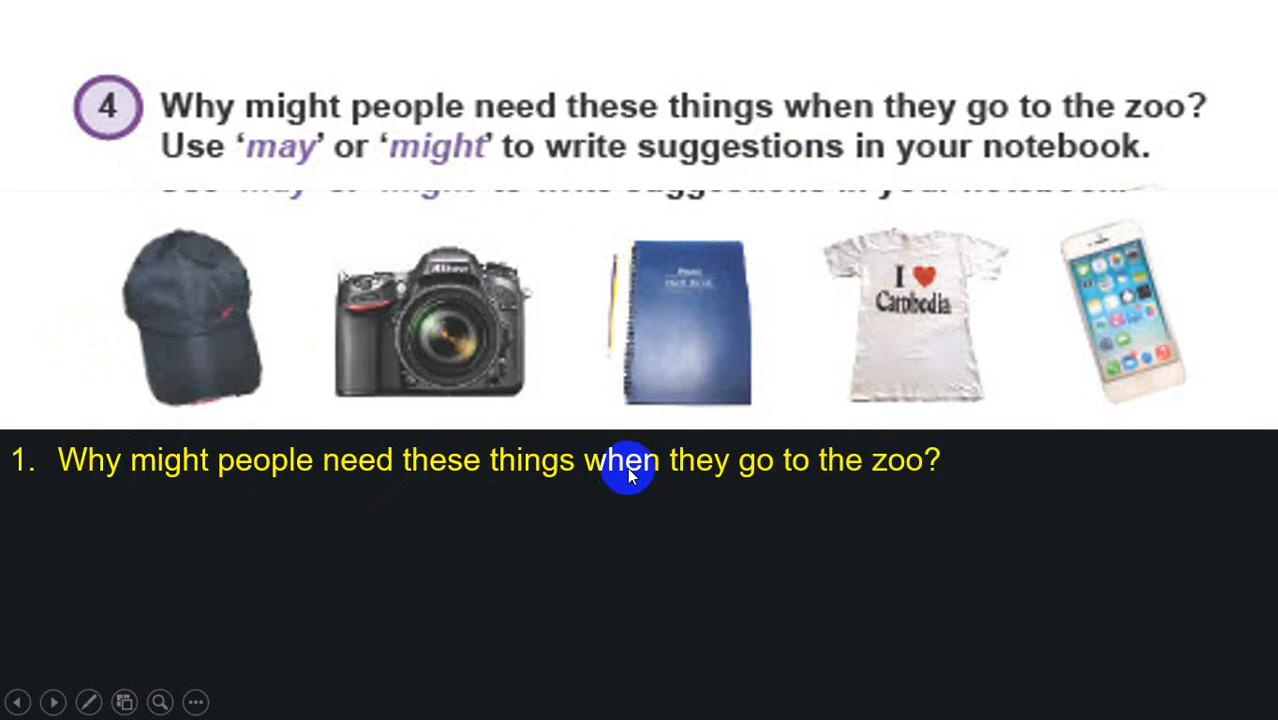 4 Why might people need these things when they go to the zoo?
Use ‘may’ or ‘might’ to write suggestions in your notebook.
Nikon
I ❤ Cambodia
1. Why might people need these things when they go to the zoo?